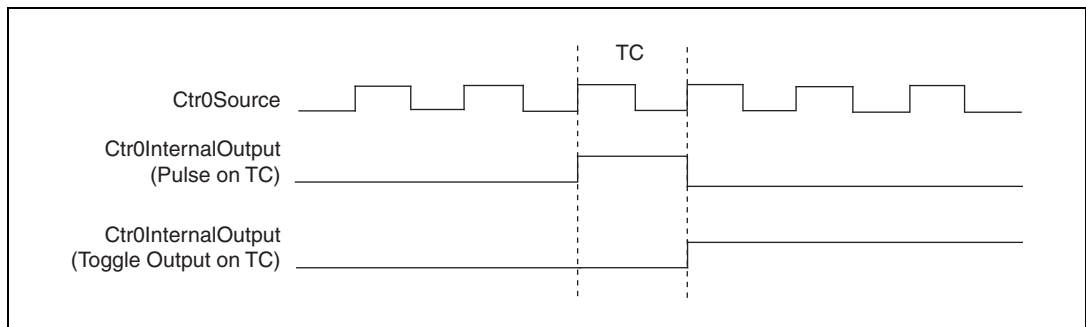 TC
Ctr0Source
Ctr0InternalOutput
(Pulse on TC)
Ctr0InternalOutput
(Toggle Output on TC)